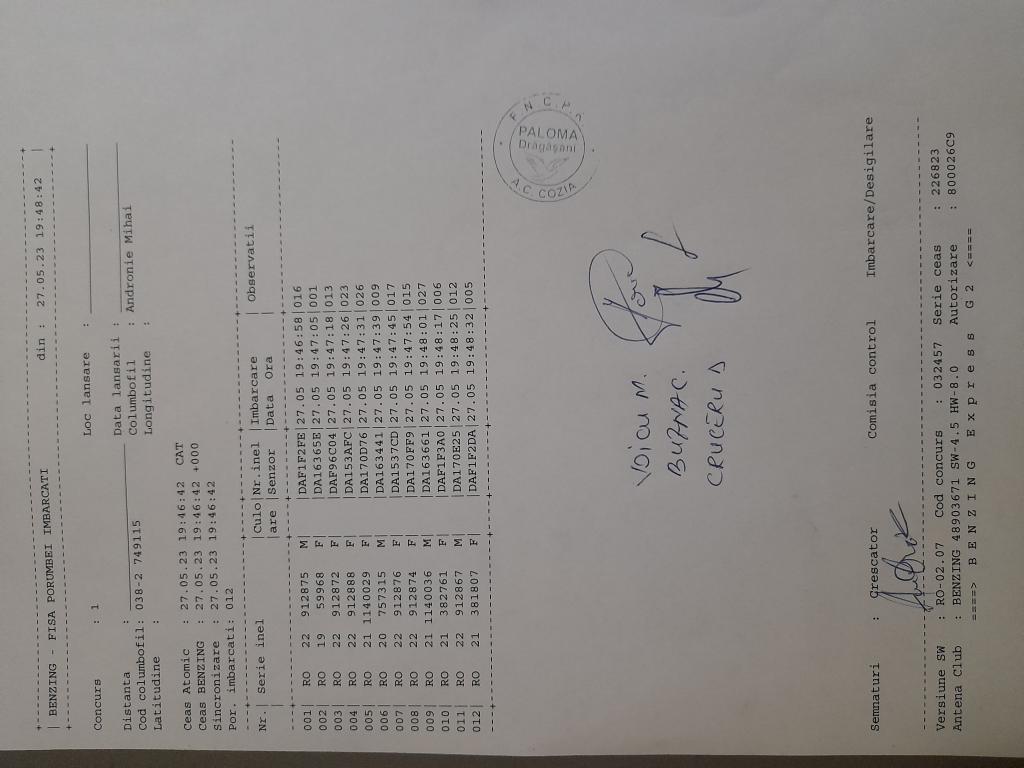 +---------------------------------------------------------+
| BENZING - FISA PORUMBEI IMBARCATI din : 27.05.23 19:48:42 |
+---------------------------------------------------------+
Loc lansare : ____________________
Concurs : 1
Data lansarii : ____________________
Distanta : ____________________ Columbofil : Andronie Mihai
Cod columbofil: 038-2 749115 Longitudine :
Latitudine :
Ceas Atomic : 27.05.23 19:46:42 CAT
Ceas BENZING : 27.05.23 19:46:42 +000
Sincronizare : 27.05.23 19:46:42
Por. imbarcati: 012
Nr.| Serie inel |Culo|Nr.inel |Imbarcare |Observatii
| |are |Senzor |Data Ora |
001| RO 22 912875 M| |DAF1F2FE|27.05 19:46:58|016
002| RO 19 59968 F| |DA16365E|27.05 19:47:05|001
003| RO 22 912872 F| |DAF96C04|27.05 19:47:18|013
004| RO 22 912888 F| |DA153AFC|27.05 19:47:26|023
005| RO 21 1140029 F| |DA170D76|27.05 19:47:31|026
006| RO 20 757315 M| |DA163441|27.05 19:47:39|009
007| RO 22 912876 F| |DA1537CD|27.05 19:47:45|017
008| RO 22 912874 F| |DA170FF9|27.05 19:47:54|015
009| RO 21 1140036 M| |DA163661|27.05 19:48:01|027
010| RO 21 382761 F| |DAF1F3A0|27.05 19:48:17|006
011| RO 22 912867 M| |DA170E25|27.05 19:48:25|012
012| RO 21 381807 F| |DAF1F2DA|27.05 19:48:32|005
F.N.C.P.R
PALOMA
Drăgășani
A.C. COZIA
VOICU M.
BURNAC.
CRUCERU D
Semnaturi : Crescator Comisia control Imbarcare/Desigilare
Versiune SW : RO-02.07 Cod concurs : 032457 Serie ceas : 226823
Antena Club : BENZING 48903671 SW-4.5 HW-8.0 Autorizare : 800026C9
====> B E N Z I N G E x p r e s s G 2 <====